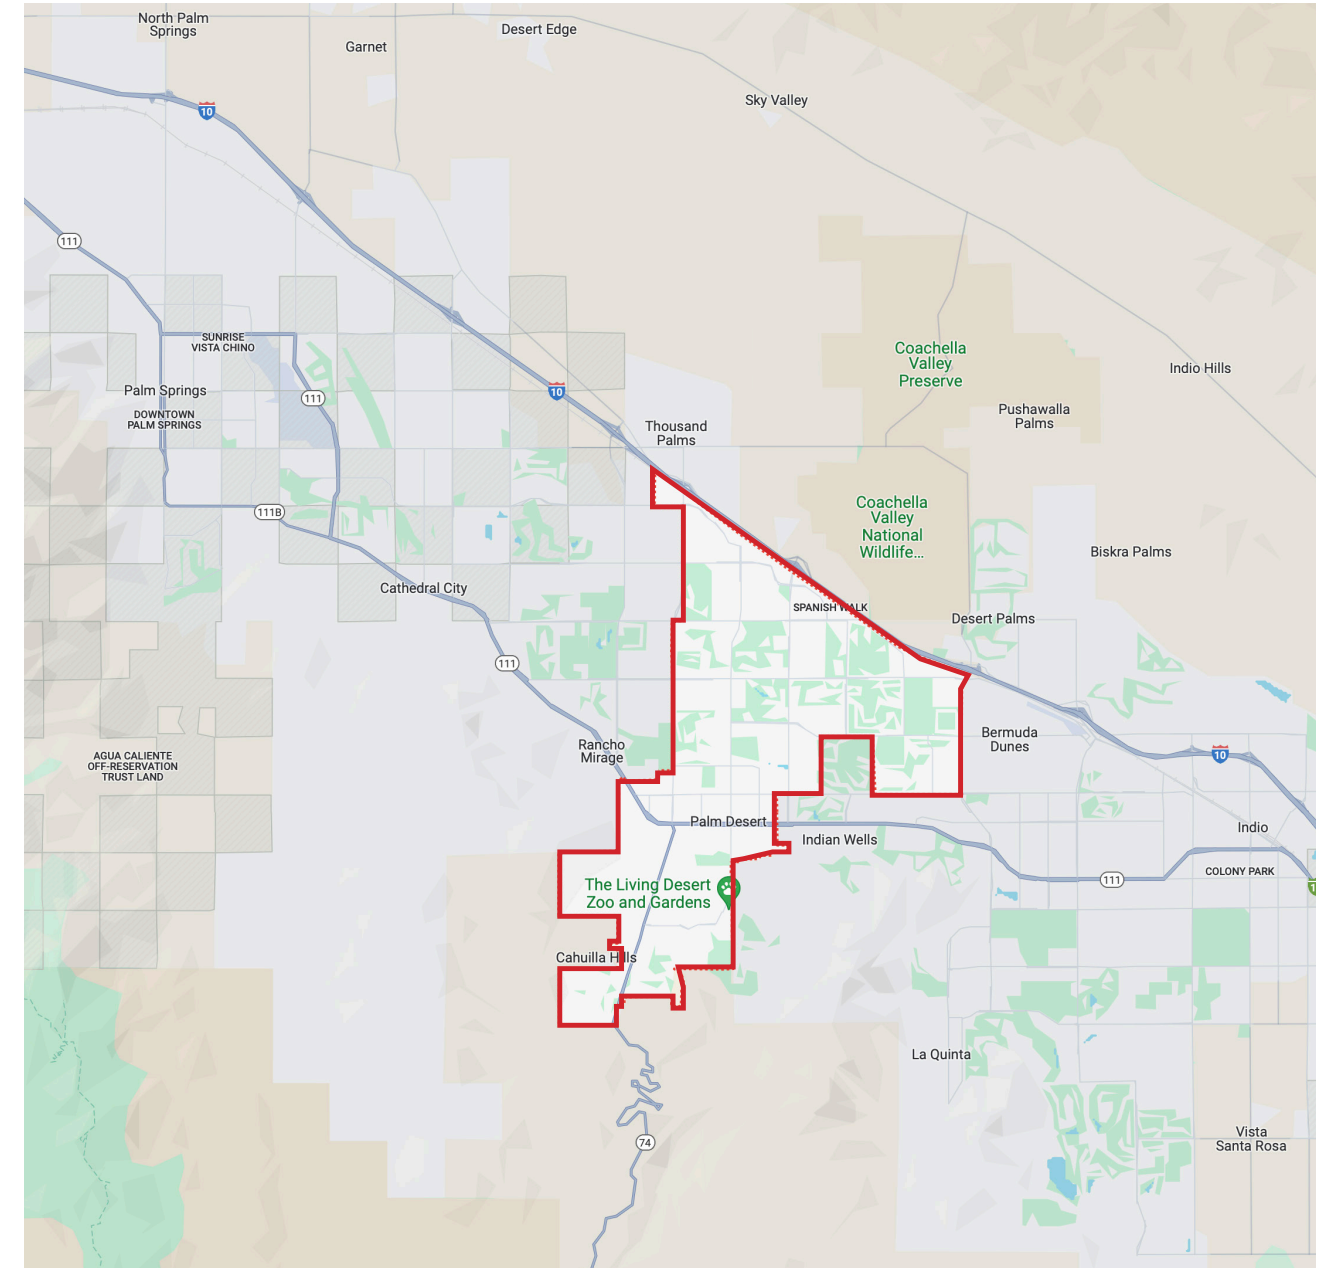 North Palm
Springs
Garnet
Desert Edge
Sky Valley
10
111
SUNRISE
VISTA CHINO
Coachella
Valley
Preserve
Indio Hills
Palm Springs
10
111
DOWNTOWN
PALM SPRINGS
Pushawalla
Palms
Thousand
Palms
111B
Coachella
Valley
National
Wildlife...
Biskra Palms
Cathedral City
SPANISH WALK
Desert Palms
111
Rancho
Mirage
Bermuda
Dunes
10
AGUA CALIENTE
OFF-RESERVATION
TRUST LAND
Palm Desert
Indian Wells
Indio
The Living Desert
Zoo and Gardens
111
COLONY PARK
1
Cahuilla Hills
La Quinta
74
Vista
Santa Rosa